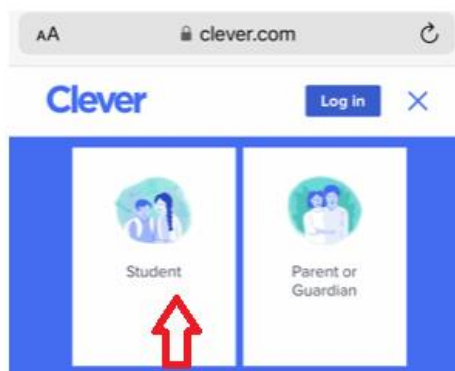 AA clever.com
Clever Log in
Student
Parent or
Guardian